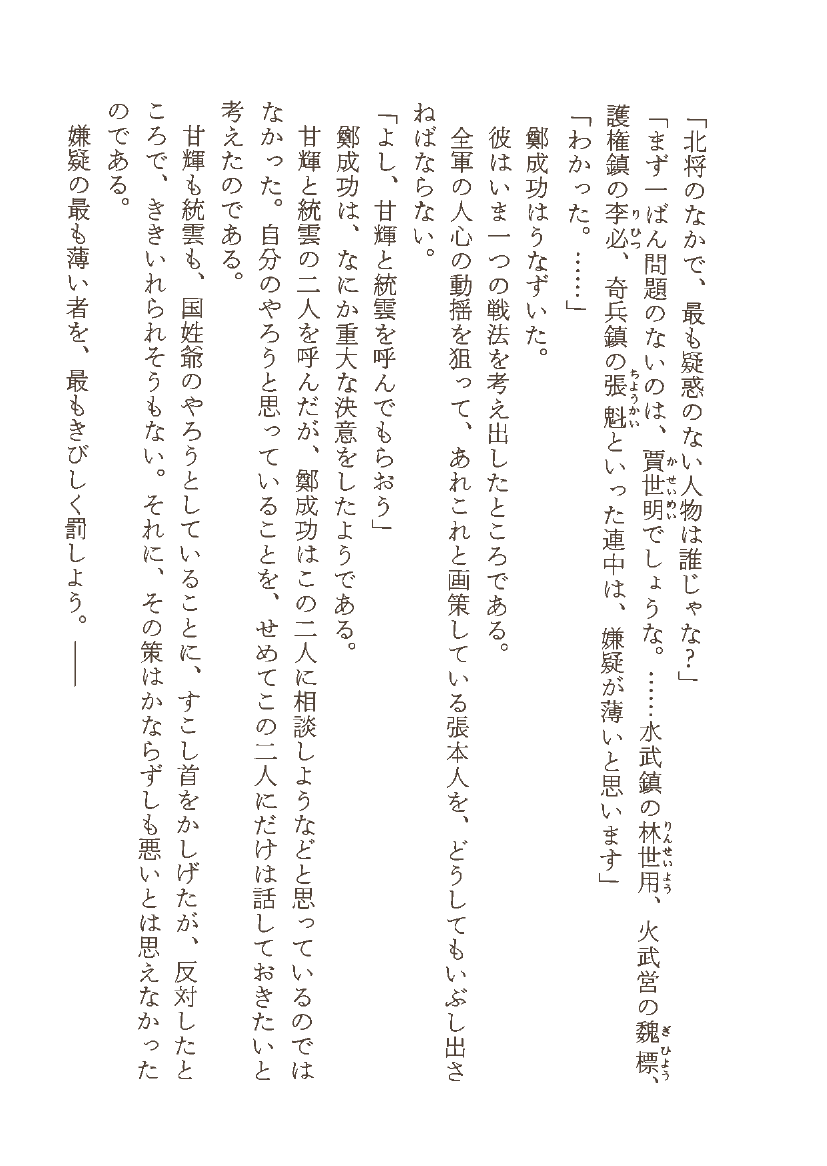 「北将のなかで、最も疑惑のない人物は誰じゃな?」
「まず一ばん問題のないのは、賈世明でしょうな。……水武鎮の林世用、火武営の魏標、
護権鎮の李必、奇兵鎮の張魁といった連中は、嫌疑が薄いと思います」
「わかった。……」
鄭成功はうなずいた。
彼はいま一つの戦法を考え出したところである。
全軍の人心の動揺を狙って、あれこれと画策している張本人を、どうしてもいぶし出さ
ねばならない。
「よし、甘輝と統雲を呼んでもらおう」
鄭成功は、なにか重大な決意をしたようである。
甘輝と統雲の二人を呼んだが、鄭成功はこの二人に相談しようなどと思っているのでは
なかった。自分のやろうと思っていることを、せめてこの二人にだけは話しておきたいと
考えたのである。
甘輝も統雲も、国姓爺のやろうとしていることに、すこし首をかしげたが、反対したと
ころで、ききいれられそうもない。それに、その策はかならずしも悪いとは思えなかった
のである。
嫌疑の最も薄い者を、最もきびしく罰しよう。――